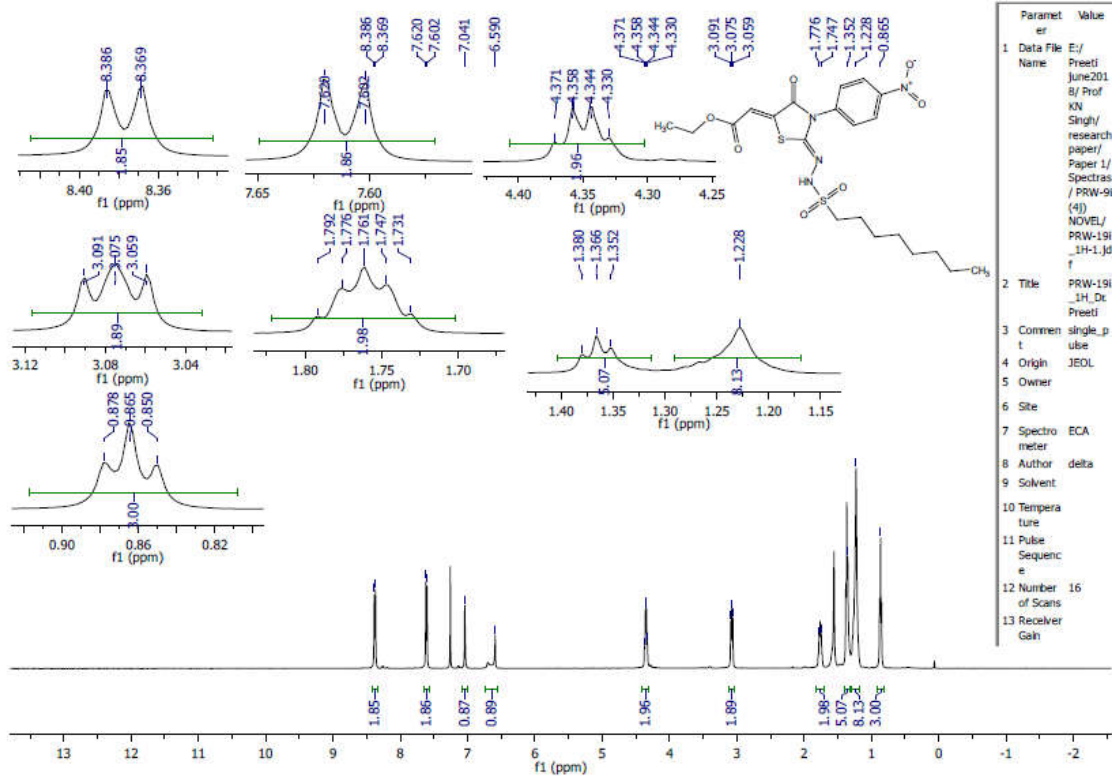 8.386
8.369
7.620
7.602
7.041
6.590
4.371
4.358
4.344
4.330
3.091
3.075
3.059
1.776
1.747
1.352
1.228
0.865
8.386
8.369
1.85
8.40 8.36
f1 (ppm)
7.620
7.602
1.86
7.65 7.60
f1 (ppm)
4.371
4.358
4.344
4.330
1.96
4.40 4.35 4.30 4.25
f1 (ppm)
O
O
O
N
S
N
HN
S
O
O
N⁺
O⁻
O
H₃C
CH₃
3.091
3.075
3.059
1.89
3.12 3.08 3.04
f1 (ppm)
1.792
1.776
1.761
1.747
1.731
1.98
1.80 1.75 1.70
f1 (ppm)
1.380
1.366
1.352
5.07
1.228
8.13
1.40 1.35 1.30 1.25 1.20 1.15
f1 (ppm)
0.878
0.865
0.850
3.00
0.90 0.86 0.82
f1 (ppm)
Paramet Value
er
1 Data File E:/
Name Preeti
June201
8/ Prof
KN
Singh/
research
paper/
Paper 1/
Spectras
/ PRW-9i
(4j)
NOVEL/
PRW-19i
_1H-1.jd
f
2 Title PRW-19i
_1H_Dr.
Preeti
3 Commen single_p
t ulse
4 Origin JEOL
5 Owner
6 Site
7 Spectro ECA
meter
8 Author delta
9 Solvent
10 Tempera
ture
11 Pulse
Sequenc
e
12 Number 16
of Scans
13 Receiver
Gain
1.85
1.86
0.87
0.89
1.96
1.89
1.98
5.07
8.13
3.00
13 12 11 10 9 8 7 6 5 4 3 2 1 0 -1 -2
f1 (ppm)